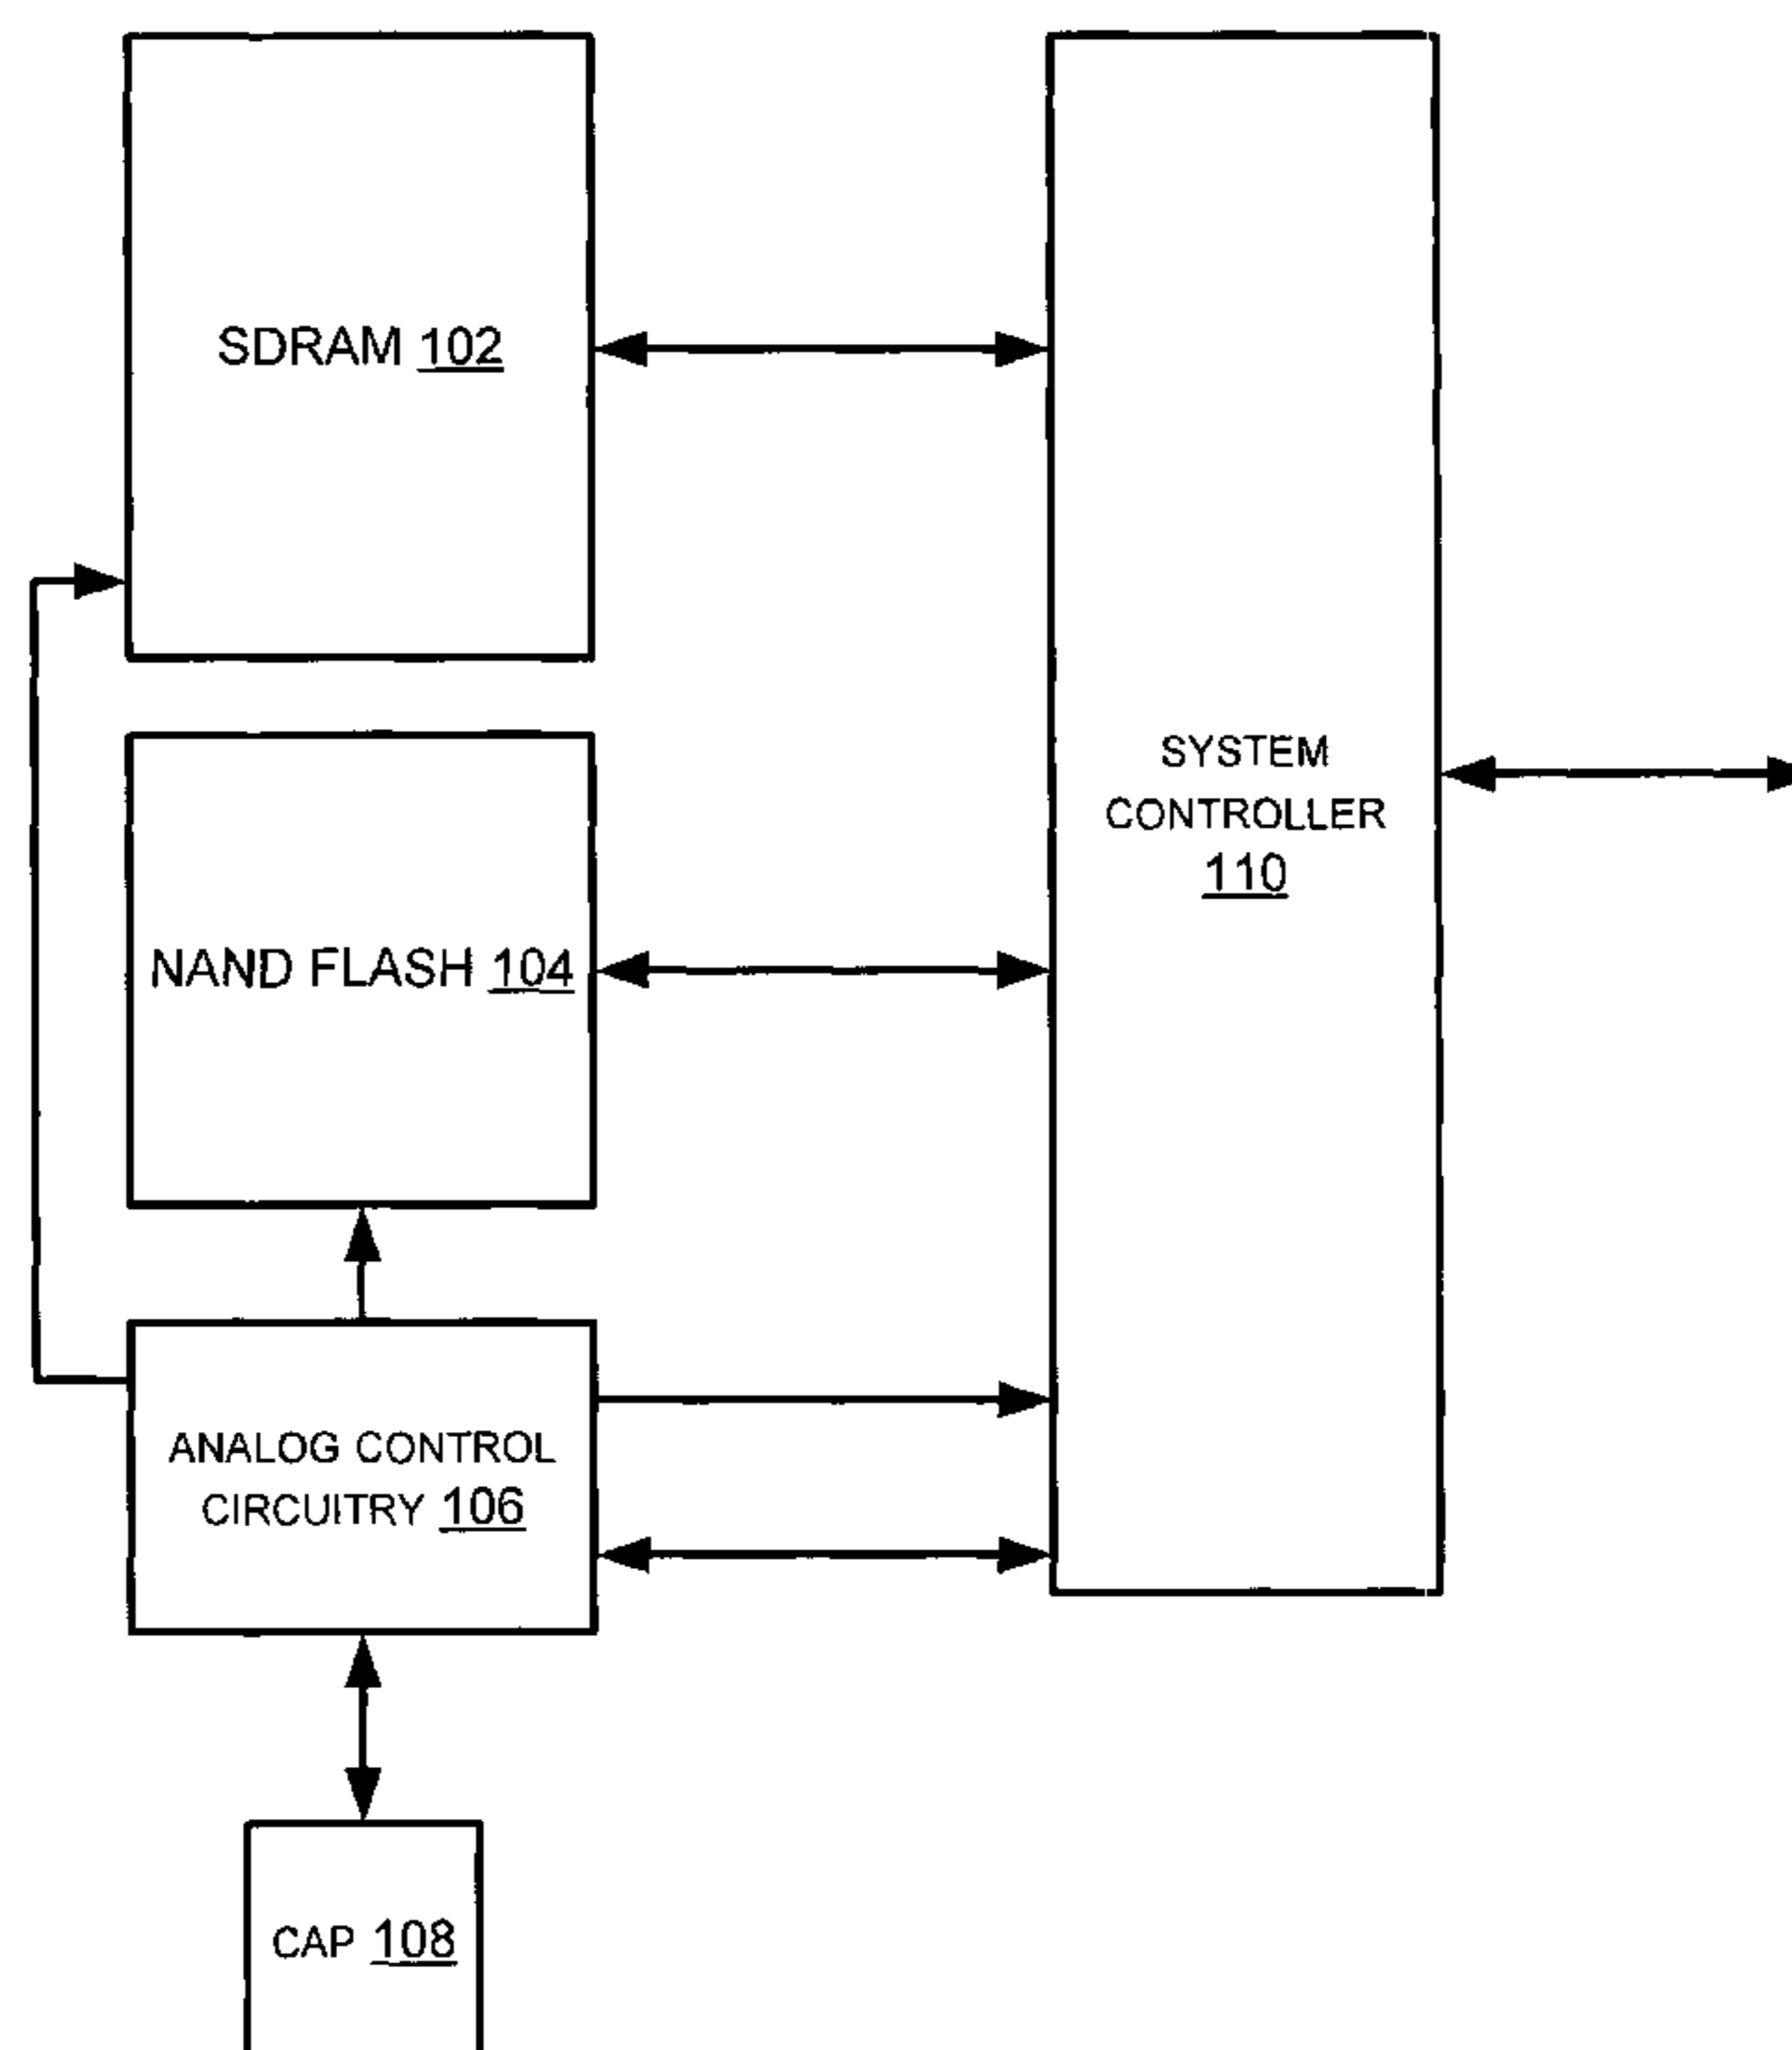 SDRAM 102
SYSTEM
CONTROLLER
110
NAND FLASH 104
ANALOG CONTROL
CIRCUITRY 106
CAP 108